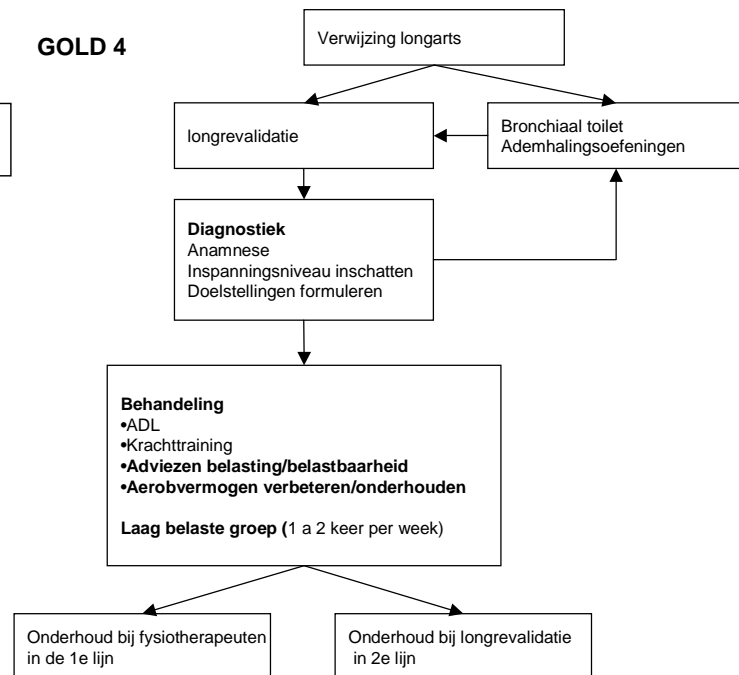 GOLD 4
Verwijzing longarts
longrevalidatie
Bronchiaal toilet
Ademhalingsoefeningen
Diagnostiek
Anamnese
Inspanningsniveau inschatten
Doelstellingen formuleren
Behandeling
•ADL
•Krachttraining
•Adviezen belasting/belastbaarheid
•Aerobvermogen verbeteren/onderhouden
Laag belaste groep (1 a 2 keer per week)
Onderhoud bij fysiotherapeuten
in de 1e lijn
Onderhoud bij longrevalidatie
in 2e lijn